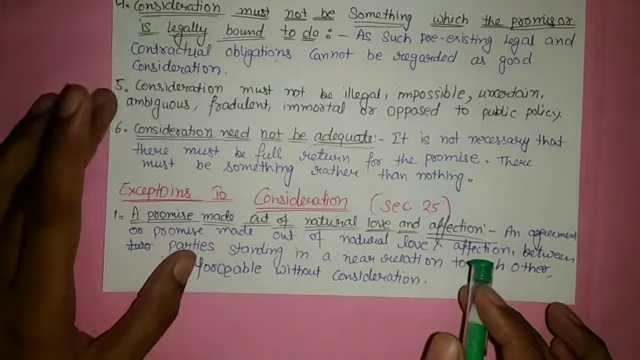 4. Consideration must not be Something which the promisor
is legally bound to do :- As such pre-existing legal and
Contractual obligations cannot be regarded as good
Consideration.
5. Consideration must not be illegal, impossible, uncertain,
ambiguous, fradulent, immortal or opposed to public policy.
6. Consideration need not be adequate:- It is not necessary that
there must be full return for the promise. There
must be something rather than nothing.
Exceptoins To Consideration (Sec 25)
1- A promise made out of natural love and affection:- An agreement
or promise made out of natural love & affection, between
two parties standing in a near relation to other,
forceable without Consideration.